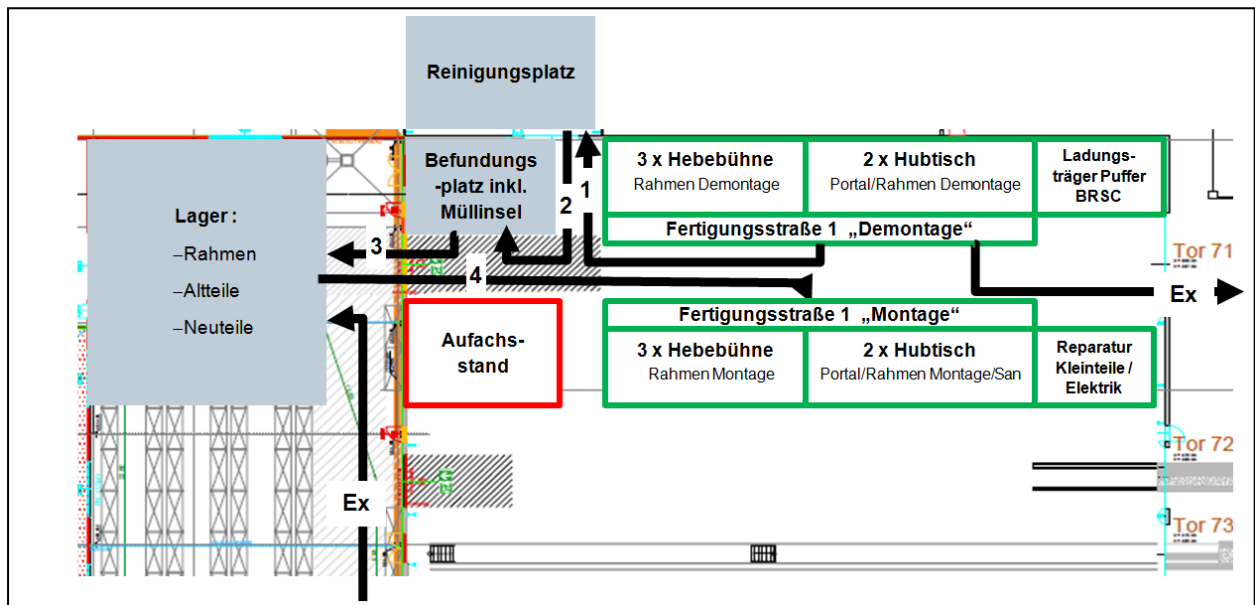 Reinigungsplatz
Befundungs
-platz inkl.
Müllinsel
2
1
3 x Hebebühne
Rahmen Demontage
2 x Hubtisch
Portal/Rahmen Demontage
Ladungs-
träger Puffer
BRSC
Lager :
–Rahmen
–Altteile
–Neuteile
3
4
Fertigungsstraße 1 „Demontage“
Tor 71
Ex
Aufachs-
stand
Fertigungsstraße 1 „Montage“
3 x Hebebühne
Rahmen Montage
2 x Hubtisch
Portal/Rahmen Montage/San
Reparatur
Kleinteile /
Elektrik
Tor 72
Ex
Tor 73